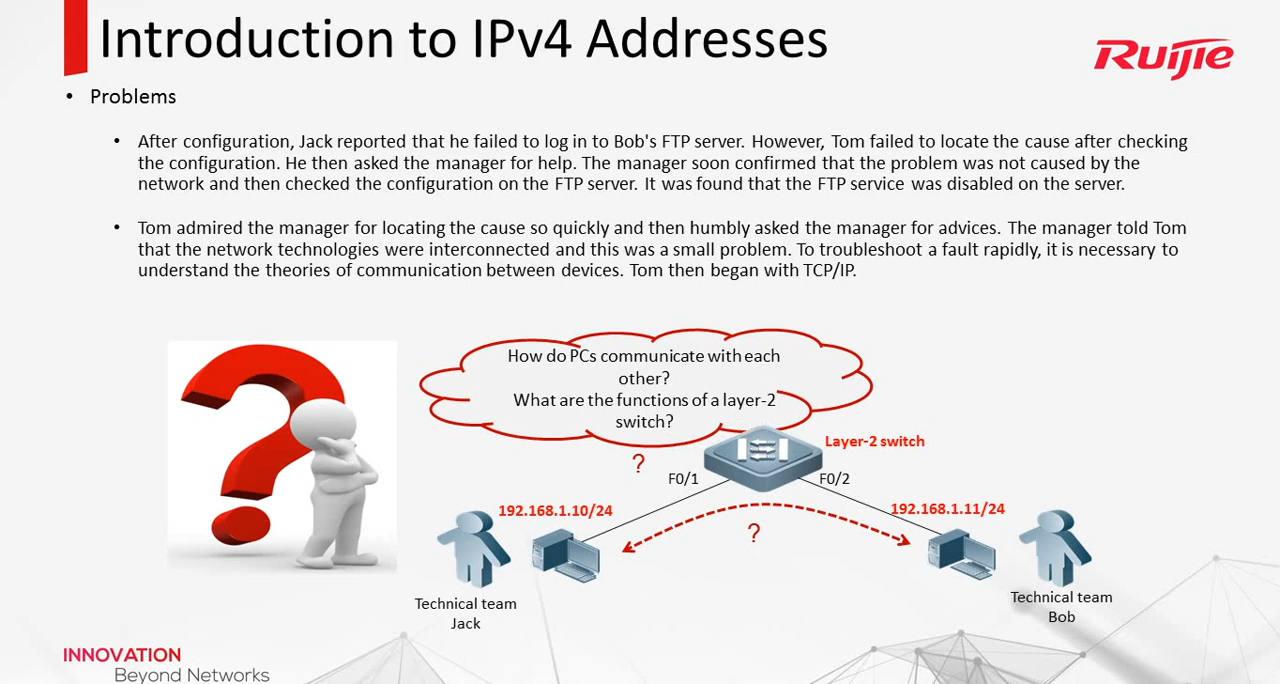 Introduction to IPv4 Addresses
Ruijie
• Problems
• After configuration, Jack reported that he failed to log in to Bob's FTP server. However, Tom failed to locate the cause after checking
the configuration. He then asked the manager for help. The manager soon confirmed that the problem was not caused by the
network and then checked the configuration on the FTP server. It was found that the FTP service was disabled on the server.
• Tom admired the manager for locating the cause so quickly and then humbly asked the manager for advices. The manager told Tom
that the network technologies were interconnected and this was a small problem. To troubleshoot a fault rapidly, it is necessary to
understand the theories of communication between devices. Tom then began with TCP/IP.
How do PCs communicate with each
other?
What are the functions of a layer-2
switch?
Layer-2 switch
?
F0/1
F0/2
192.168.1.10/24
192.168.1.11/24
?
Technical team
Jack
Technical team
Bob
INNOVATION
Beyond Networks